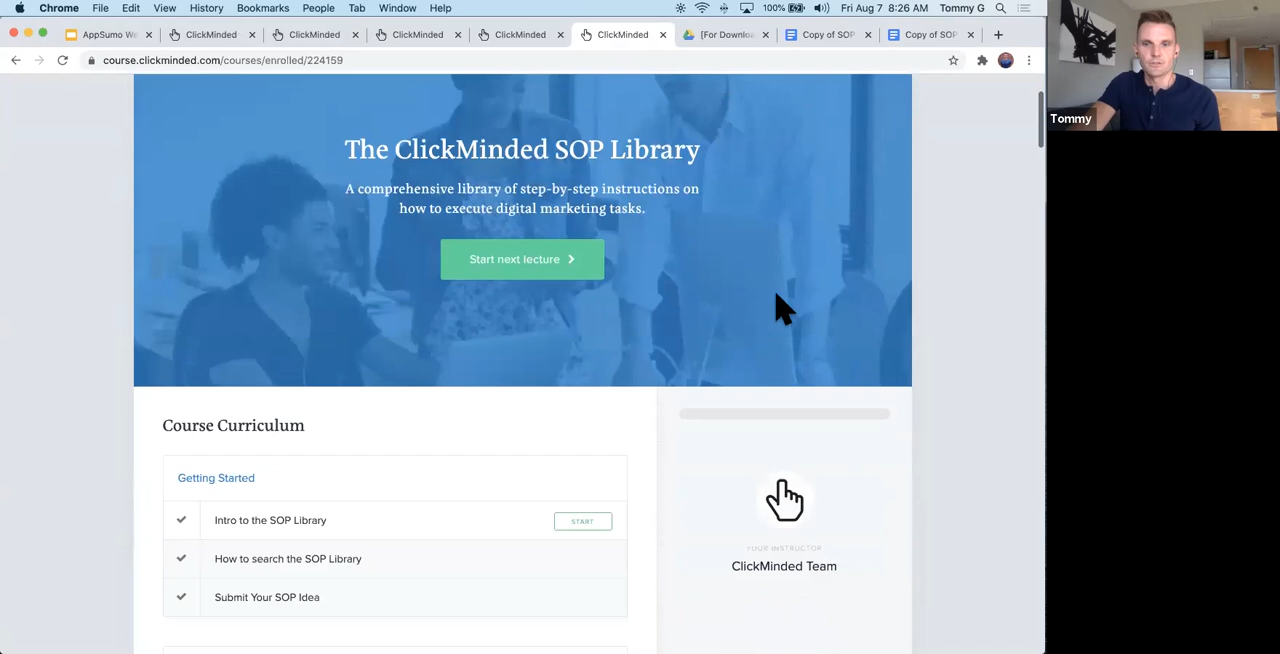 Chrome File Edit View History Bookmarks People Tab Window Help 100% Fri Aug 7 8:26 AM Tommy G
AppSumo We ClickMinded ClickMinded ClickMinded ClickMinded ClickMinded [For Downloa Copy of SOP Copy of SOP
course.clickminded.com/courses/enrolled/224159
Tommy
The ClickMinded SOP Library
A comprehensive library of step-by-step instructions on
how to execute digital marketing tasks.
Start next lecture
Course Curriculum
Getting Started
Intro to the SOP Library START
How to search the SOP Library
Submit Your SOP Idea
YOUR INSTRUCTOR
ClickMinded Team